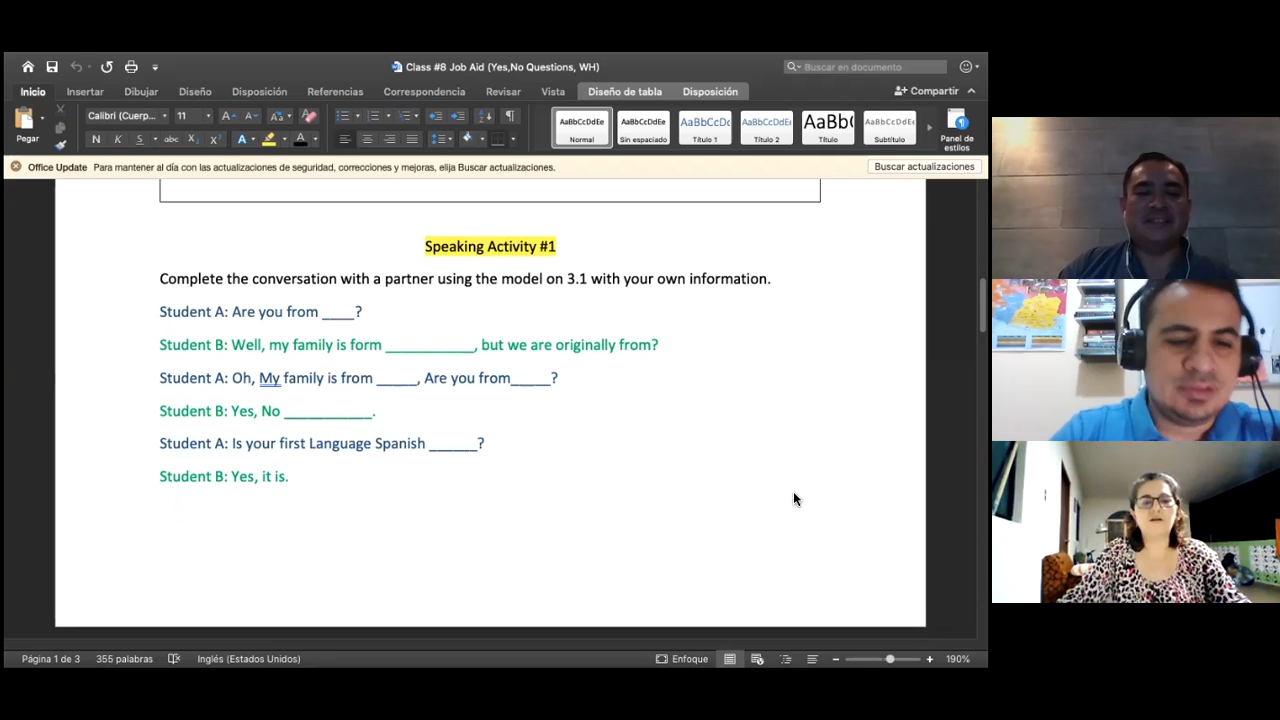 Class #8 Job Aid (Yes,No Questions, WH)
Buscar en documento
Inicio Insertar Dibujar Diseño Disposición Referencias Correspondencia Revisar Vista Diseño de tabla Disposición
Compartir
Pegar
Calibri (Cuerp... 11
N K S abc X₂ X²
AaBbCcDdEe AaBbCcDdEe AaBbCcDc AaBbCcDdEe AaBb( AaBbCcDdEe
Normal Sin espaciado Título 1 Título 2 Título Subtítulo
Panel de estilos
Office Update Para mantener al día con las actualizaciones de seguridad, correcciones y mejoras, elija Buscar actualizaciones.
Buscar actualizaciones
Speaking Activity #1
Complete the conversation with a partner using the model on 3.1 with your own information.
Student A: Are you from ____?
Student B: Well, my family is form ___________, but we are originally from?
Student A: Oh, My family is from _____, Are you from_____?
Student B: Yes, No ___________.
Student A: Is your first Language Spanish ______?
Student B: Yes, it is.
Página 1 de 3 355 palabras Inglés (Estados Unidos) Enfoque 190%